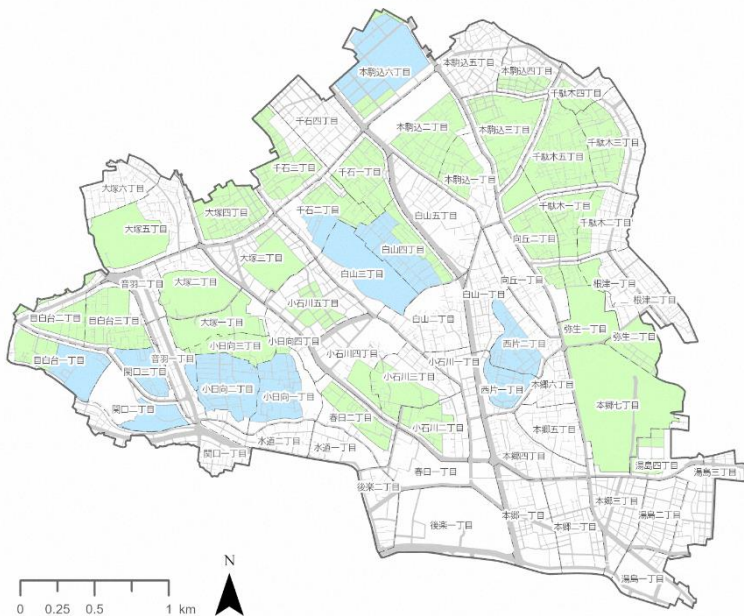 本駒込六丁目
本駒込五丁目
本駒込四丁目
千駄木四丁目
千石四丁目
本駒込二丁目
本駒込三丁目
千駄木三丁目
千駄木五丁目
千石三丁目
千石一丁目
本駒込一丁目
大塚六丁目
千石二丁目
千駄木一丁目
千駄木二丁目
大塚五丁目
大塚四丁目
白山五丁目
白山四丁目
向丘二丁目
大塚三丁目
白山三丁目
音羽二丁目
大塚二丁目
向丘一丁目
根津一丁目
根津二丁目
小石川五丁目
白山一丁目
目白台二丁目
目白台三丁目
大塚一丁目
白山二丁目
弥生一丁目
弥生二丁目
小日向三丁目
小日向四丁目
西片二丁目
目白台一丁目
音羽一丁目
小石川四丁目
小石川一丁目
関口三丁目
小石川三丁目
小日向二丁目
小日向一丁目
西片一丁目
本郷六丁目
本郷七丁目
関口二丁目
春日二丁目
小石川二丁目
本郷五丁目
関口一丁目
水道二丁目
水道一丁目
本郷四丁目
湯島四丁目
湯島三丁目
春日一丁目
後楽二丁目
本郷三丁目
湯島二丁目
後楽一丁目
本郷一丁目
本郷二丁目
湯島一丁目
N
0 0.25 0.5 1 km